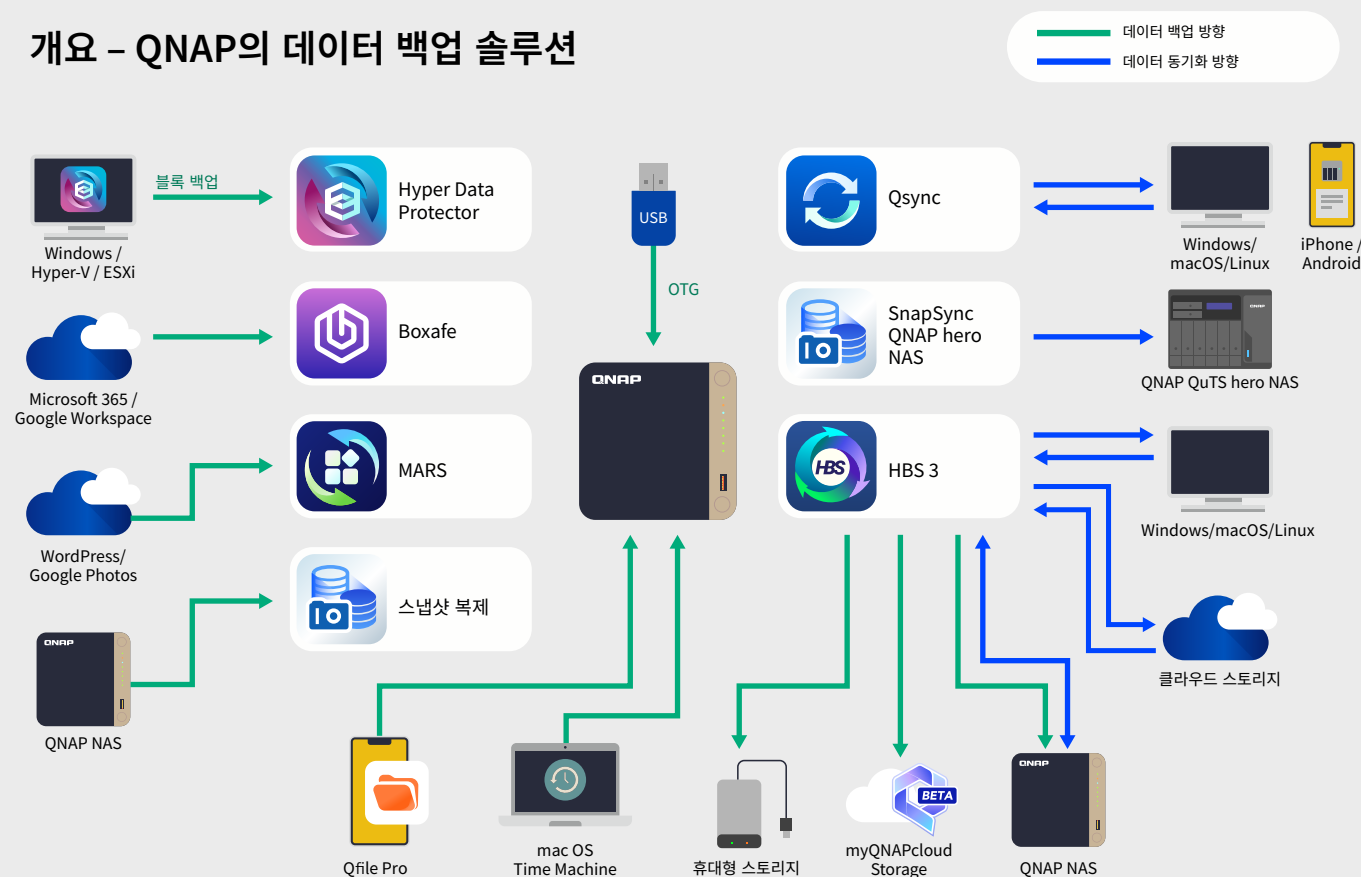 개요 – QNAP의 데이터 백업 솔루션
데이터 백업 방향
데이터 동기화 방향
블록 백업
Windows /
Hyper-V / ESXi
Hyper Data
Protector
USB
OTG
Qsync
Windows/
macOS/Linux
iPhone /
Android
Microsoft 365 /
Google Workspace
Boxafe
QNAP
SnapSync
QNAP hero
NAS
QNAP
QNAP QuTS hero NAS
WordPress/
Google Photos
MARS
HBS
HBS 3
Windows/macOS/Linux
QNAP
QNAP NAS
스냅샷 복제
클라우드 스토리지
Qfile Pro
mac OS
Time Machine
휴대형 스토리지
BETA
myQNAPcloud
Storage
QNAP
QNAP NAS